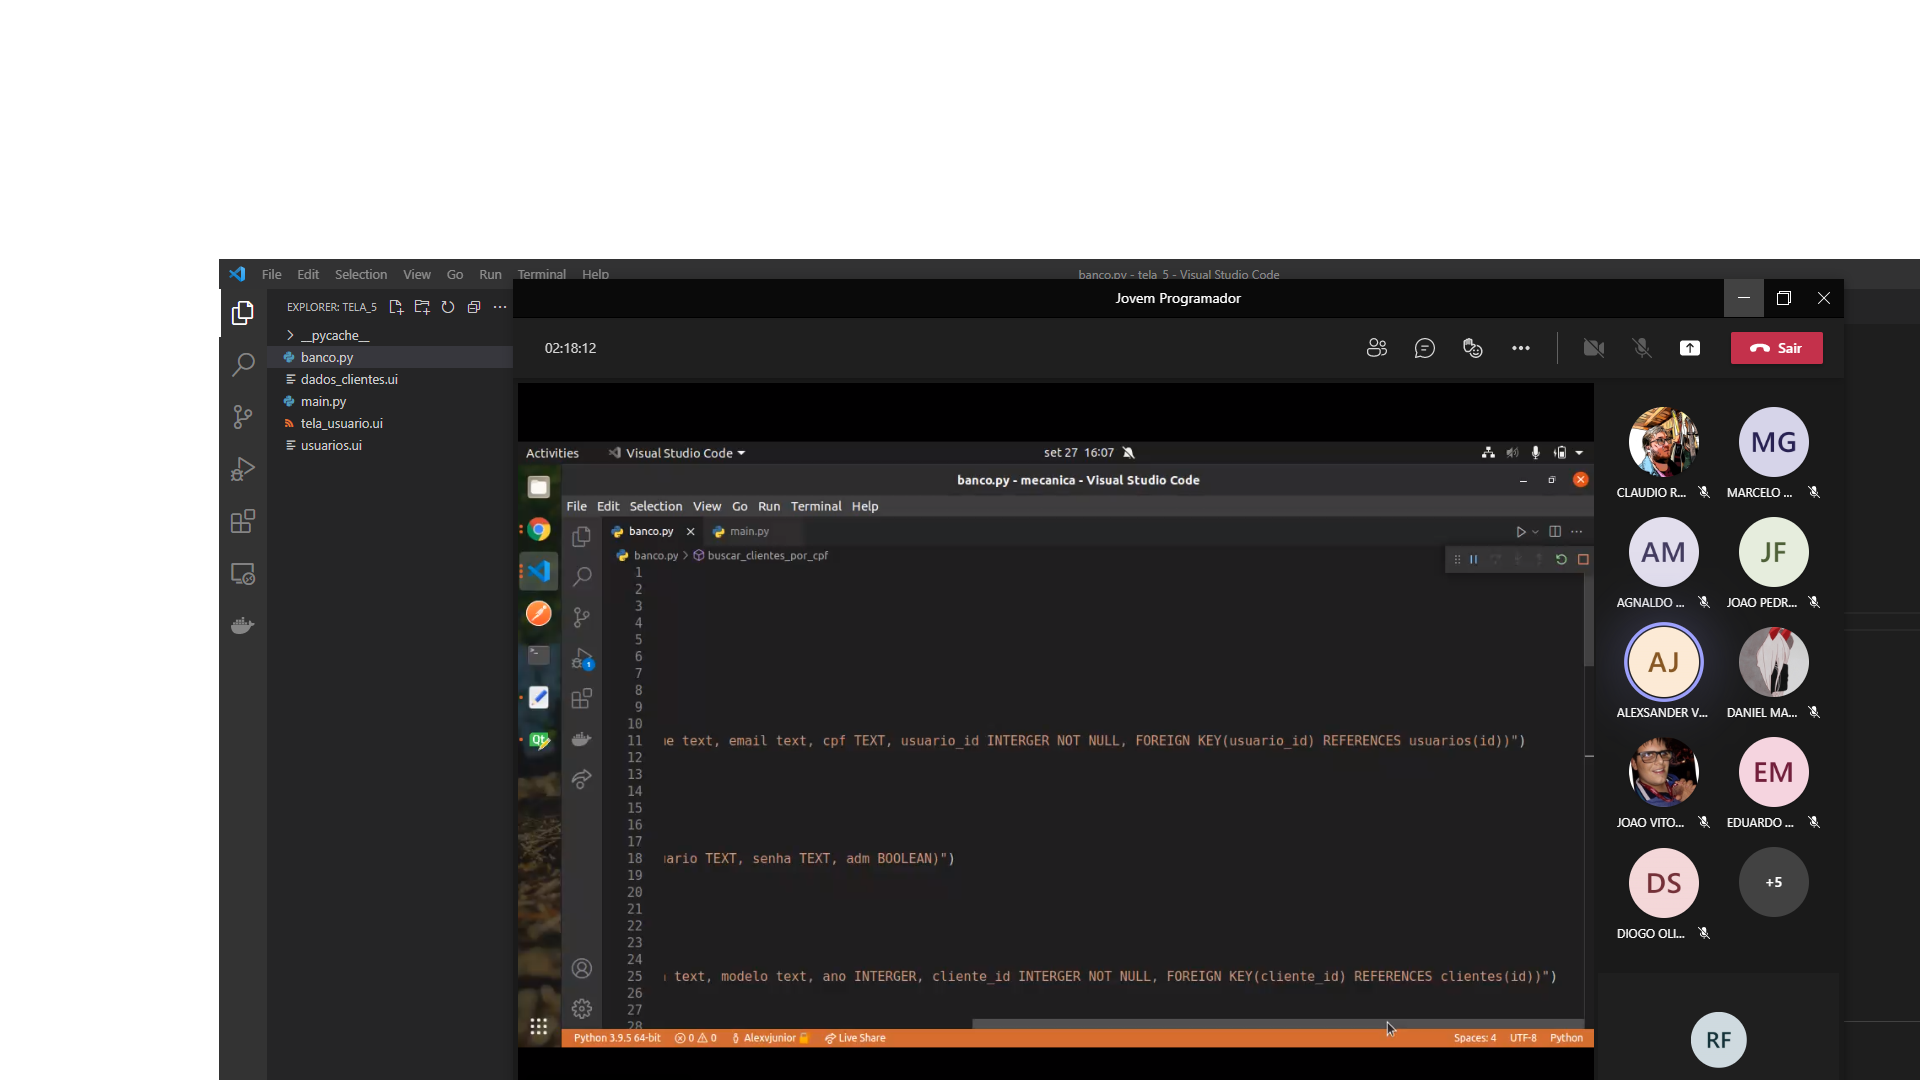 File Edit Selection View Go Run Terminal Help
banco.py - tela_5 - Visual Studio Code
EXPLORER: TELA_5
__pycache__
banco.py
dados_clientes.ui
main.py
tela_usuario.ui
usuarios.ui
Jovem Programador
02:18:12
Sair
Activities Visual Studio Code set 27 16:07
banco.py - mecanica - Visual Studio Code
File Edit Selection View Go Run Terminal Help
banco.py main.py
banco.py > buscar_clientes_por_cpf
1
2
3
4
5
6
7
8
9
10
11 e text, email text, cpf TEXT, usuario_id INTERGER NOT NULL, FOREIGN KEY(usuario_id) REFERENCES usuarios(id))")
12
13
14
15
16
17
18 ario TEXT, senha TEXT, adm BOOLEAN)")
19
20
21
22
23
24
25 text, modelo text, ano INTERGER, cliente_id INTERGER NOT NULL, FOREIGN KEY(cliente_id) REFERENCES clientes(id))")
26
27
28
1
Python 3.9.5 64-bit 0 0 Alexvjunior Live Share Spaces: 4 UTF-8 Python
CLAUDIO R...
MG
MARCELO ...
AM
AGNALDO ...
JF
JOAO PEDR...
AJ
ALEXSANDER V...
DANIEL MA...
JOAO VITO...
EM
EDUARDO ...
DS
DIOGO OLI...
+5
RF
Qt